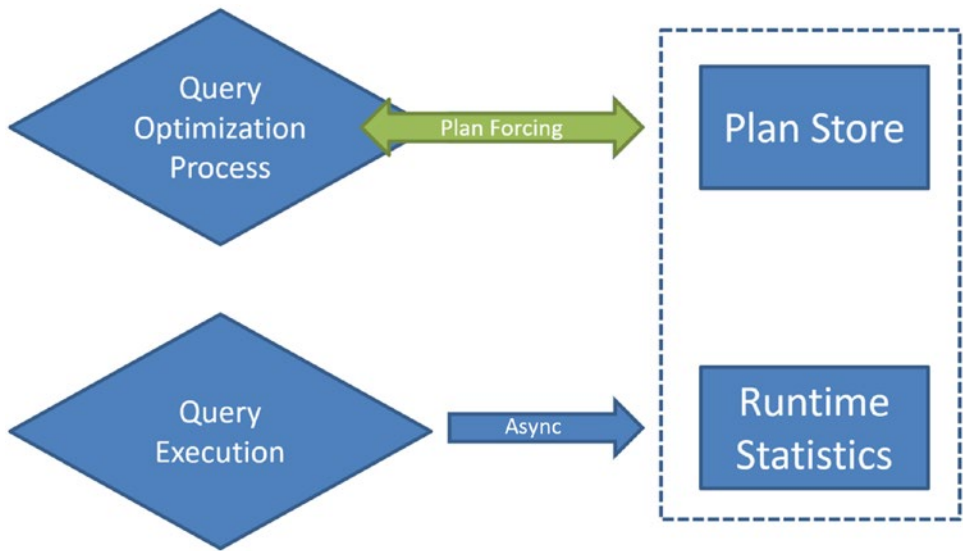 Query
Optimization
Process
Plan Forcing
Plan Store
Query
Execution
Async
Runtime
Statistics